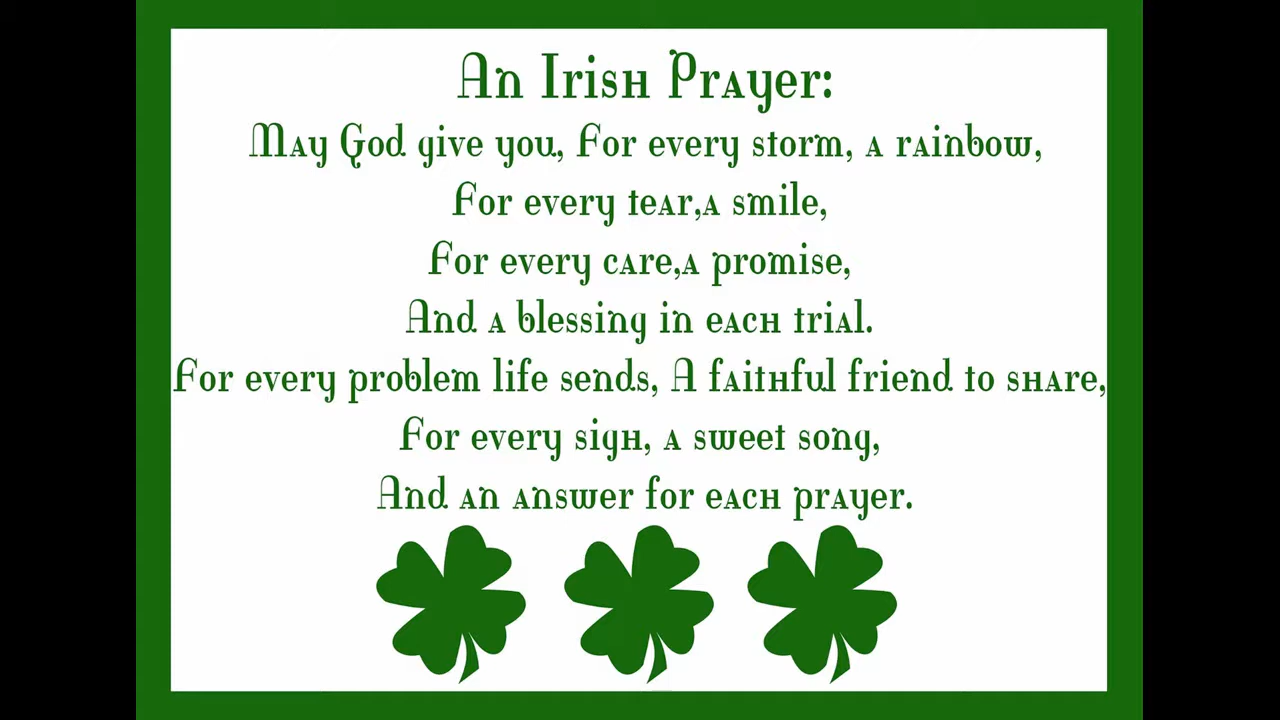 An Irish Prayer:
May God give you, For every storm, a rainbow,
For every tear,a smile,
For every care,a promise,
And a blessing in each trial.
For every problem life sends, A faithful friend to share,
For every sigh, a sweet song,
And an answer for each prayer.